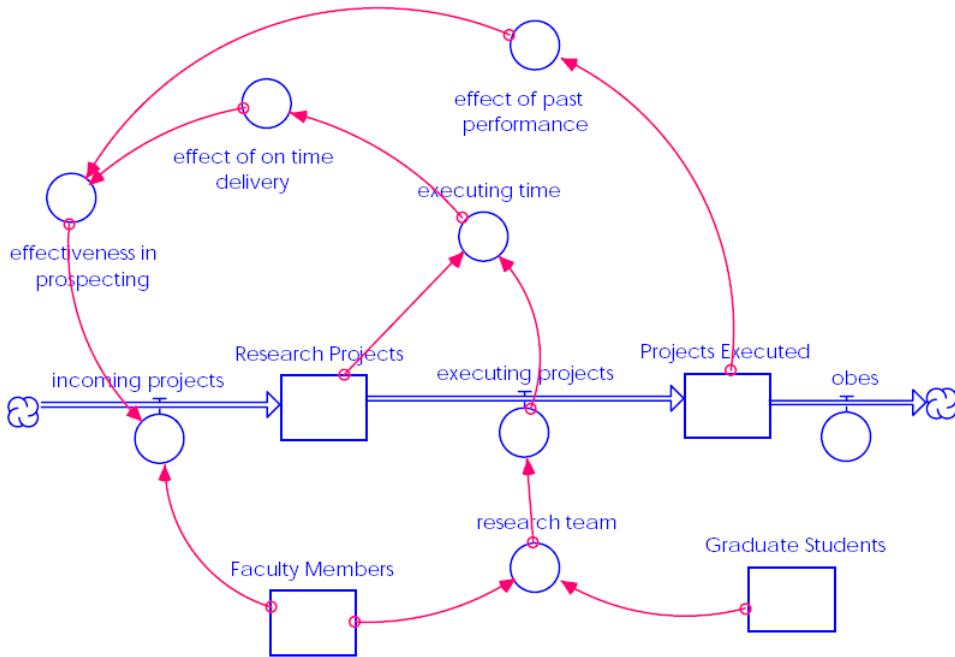 effect of past
performance
effect of on time
delivery
executing time
effectiveness in
prospecting
Research Projects
Projects Executed
incoming projects
executing projects
obes
research team
Graduate Students
Faculty Members